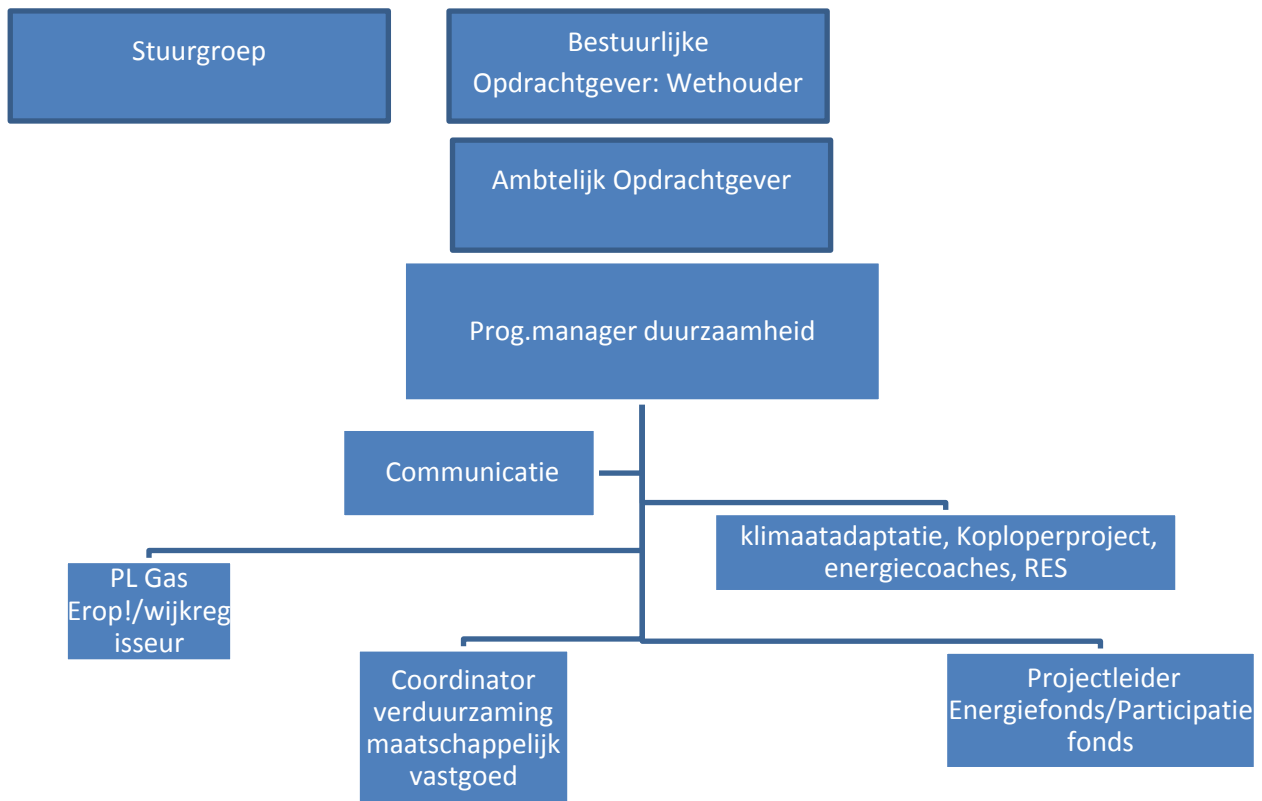 Stuurgroep
Bestuurlijke
Opdrachtgever: Wethouder
Ambtelijk Opdrachtgever
Prog.manager duurzaamheid
Communicatie
klimaatadaptatie, Koploperproject,
energiecoaches, RES
PL Gas
Erop!/wijkreg
isseur
Coordinator
verduurzaming
maatschappelijk
vastgoed
Projectleider
Energiefonds/Participatie
fonds